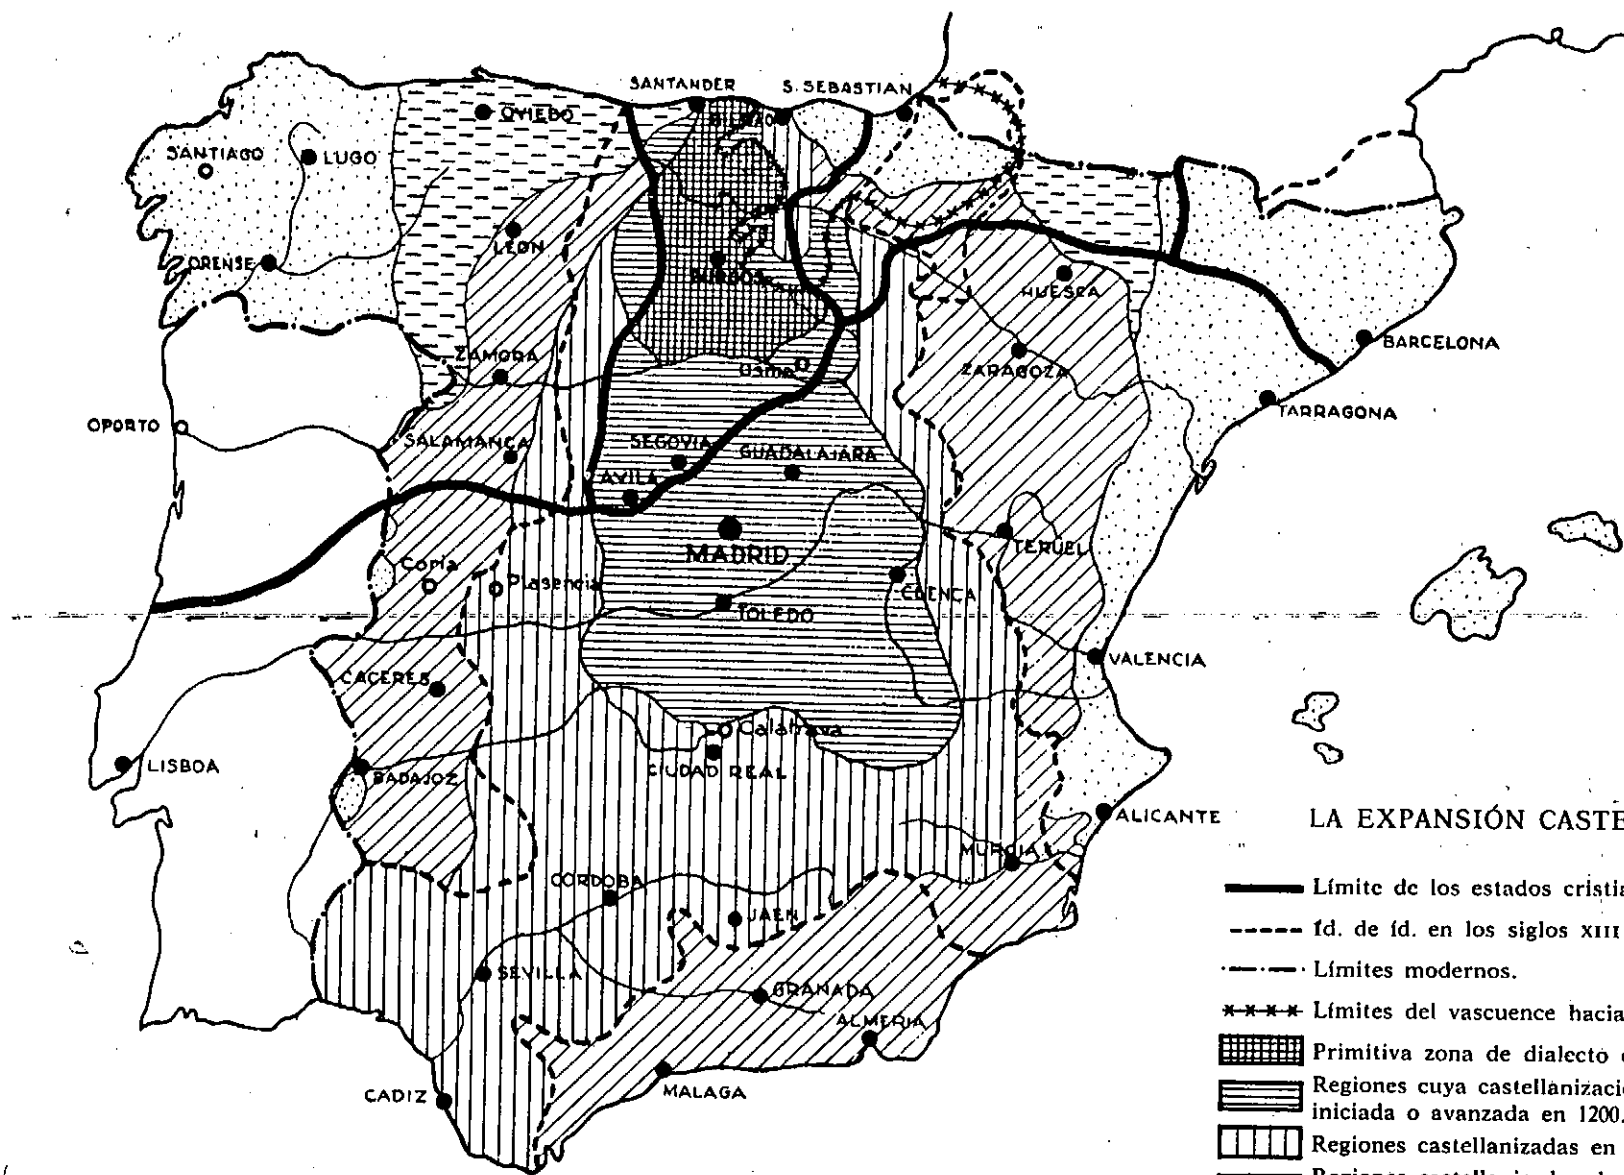 SANTANDER
S. SEBASTIAN
OVIEDO
BILBAO
SANTIAGO
LUGO
LEON
ORENSE
BURGOS
HUESCA
ZAMORA
Osma
ZARAGOZA
BARCELONA
TARRAGONA
OPORTO
SALAMANCA
SEGOVIA
GUADALAJARA
AVILA
MADRID
TERUEL
Coria
Plasencia
CUENCA
TOLEDO
VALENCIA
CACERES
Calatrava
CIUDAD REAL
LISBOA
BADAJOZ
ALICANTE
MURCIA
CORDOBA
JAEN
SEVILLA
GRANADA
ALMERIA
CADIZ
MALAGA
LA EXPANSIÓN CASTE
Límite de los estados cristia
Íd. de íd. en los siglos XIII
Límites modernos.
Límites del vascuence hacia
Primitiva zona de dialecto
Regiones cuya castellanizaci
iniciada o avanzada en 1200.
Regiones castellanizadas en